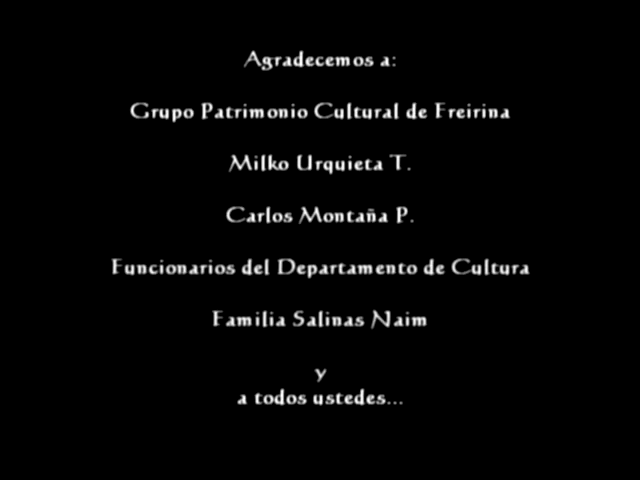 Agradecemos a:
Grupo Patrimonio Cultural de Freirina
Milko Urquieta T.
Carlos Montaña P.
Funcionarios del Departamento de Cultura
Familia Salinas Naim
y
a todos ustedes...